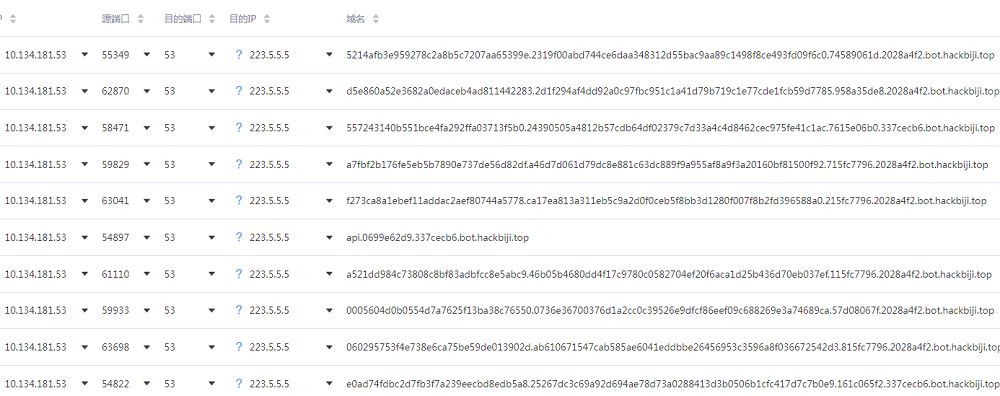 源端口 目的端口 目的IP 域名
10.134.181.53 55349 53 ? 223.5.5.5 5214afb3e959278c2a8b5c7207aa65399e.2319f00abd744ce6daa348312d55bac9aa89c1498f8ce493fd09f6c0.74589061d.2028a4f2.bot.hackbiji.top
10.134.181.53 62870 53 ? 223.5.5.5 d5e860a52e3682a0edaceb4ad811442283.2d1f294af4dd92a0c97fbc951c1a41d79b719c1e77cde1fcb59d7785.958a35de8.2028a4f2.bot.hackbiji.top
10.134.181.53 58471 53 ? 223.5.5.5 557243140b551bce4fa292ffa03713f5b0.24390505a4812b57cdb64df02379c7d33a4c4d8462cec975fe41c1ac.7615e06b0.337cecb6.bot.hackbiji.top
10.134.181.53 59829 53 ? 223.5.5.5 a7fbf2b176fe5eb5b7890e737de56d82df.a46d7d061d79dc8e881c63dc889f9a955af8a9f3a20160bf81500f92.715fc7796.2028a4f2.bot.hackbiji.top
10.134.181.53 63041 53 ? 223.5.5.5 f273ca8a1ebef11addac2aef80744a5778.ca17ea813a311eb5c9a2d0f0ceb5f8bb3d1280f007f8b2fd396588a0.215fc7796.2028a4f2.bot.hackbiji.top
10.134.181.53 54897 53 ? 223.5.5.5 api.0699e62d9.337cecb6.bot.hackbiji.top
10.134.181.53 61110 53 ? 223.5.5.5 a521dd984c73808c8bf83adbfcc8e5abc9.46b05b4680dd4f17c9780c0582704ef20f6aca1d25b436d70eb037ef.115fc7796.2028a4f2.bot.hackbiji.top
10.134.181.53 59933 53 ? 223.5.5.5 0005604d0b0554d7a7625f13ba38c76550.0736e36700376d1a2cc0c39526e9dfcf86eef09c688269e3a74689ca.57d08067f.2028a4f2.bot.hackbiji.top
10.134.181.53 63698 53 ? 223.5.5.5 060295753f4e738e6ca75be59de013902d.ab610671547cab585ae6041eddbbe26456953c3596a8f036672542d3.815fc7796.2028a4f2.bot.hackbiji.top
10.134.181.53 54822 53 ? 223.5.5.5 e0ad74fdbc2d7fb3f7a239eecbd8edb5a8.25267dc3c69a92d694ae78d73a0288413d3b0506b1cfc417d7c7b0e9.161c065f2.337cecb6.bot.hackbiji.top